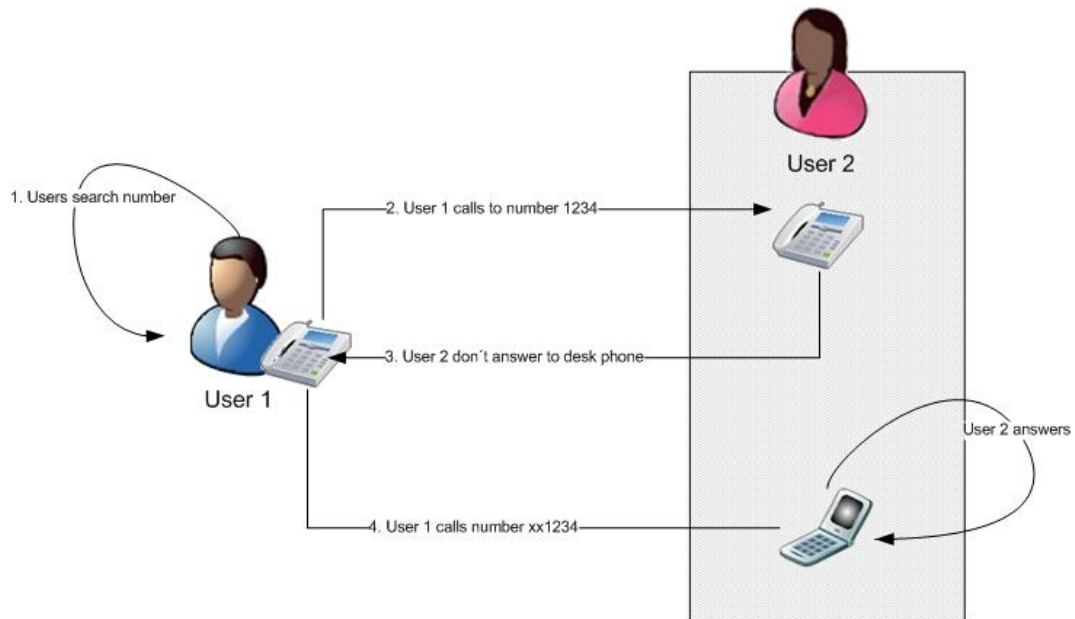 User 2
1. Users search number
2. User 1 calls to number 1234
3. User 2 don´t answer to desk phone
User 1
User 2 answers
4. User 1 calls number xx1234